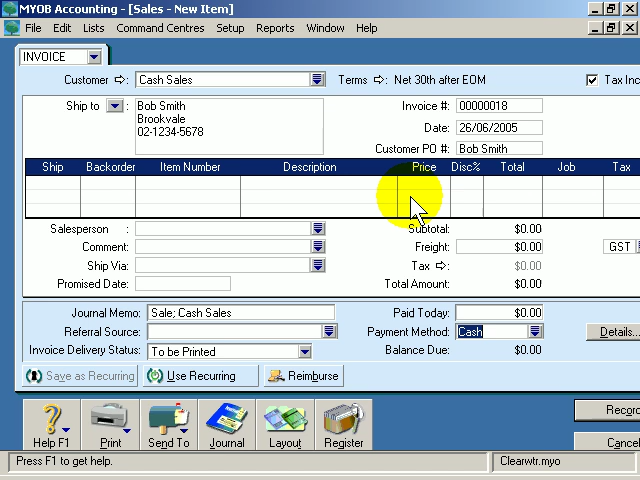 MYOB Accounting - [Sales - New Item]
File Edit Lists Command Centres Setup Reports Window Help
INVOICE
Customer Cash Sales Terms Net 30th after EOM Tax Inc
Ship to : Bob Smith Invoice #: 00000018
Brookvale Date: 26/06/2005
02-1234-5678
Customer PO #: Bob Smith
Ship Backorder Item Number Description Price Disc% Total Job Tax
Salesperson : Subtotal: $0.00
Comment: Freight: $0.00 GST
Ship Via: Tax : $0.00
Promised Date: Total Amount: $0.00
Journal Memo: Sale; Cash Sales Paid Today: $0.00
Referral Source: Payment Method: Cash Details...
Invoice Delivery Status: To be Printed Balance Due: $0.00
Save as Recurring Use Recurring Reimburse
Recor
Help F1 Print Send To Journal Layout Register
Cancel
Press F1 to get help. Clearwtr.myo